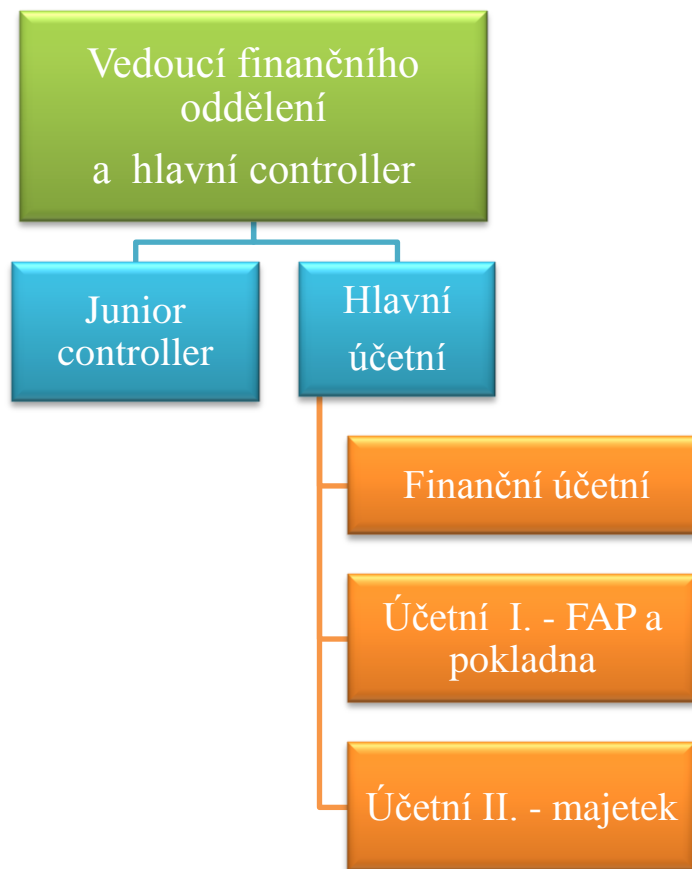 Vedoucí finančního
oddělení
a  hlavní controller
Junior
controller
Hlavní
účetní
Finanční účetní
Účetní  I. - FAP a
pokladna
Účetní II. - majetek